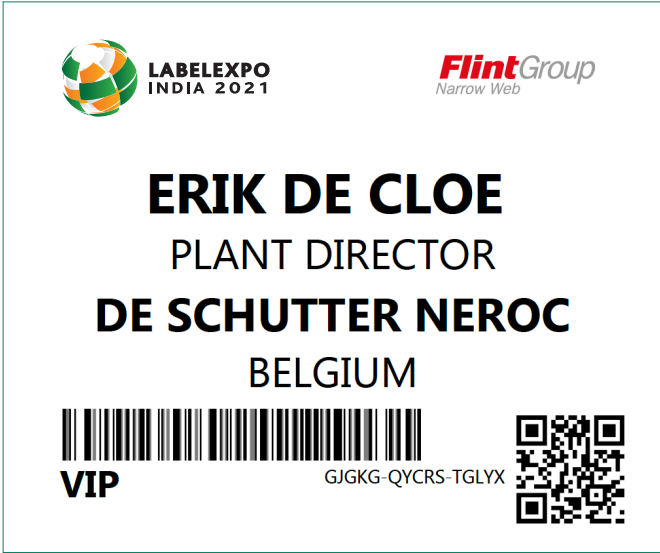 LABELEXPO
INDIA 2021
FlintGroup
Narrow Web
ERIK DE CLOE
PLANT DIRECTOR
DE SCHUTTER NEROC
BELGIUM
VIP
GJGKG-QYCRS-TGLYX